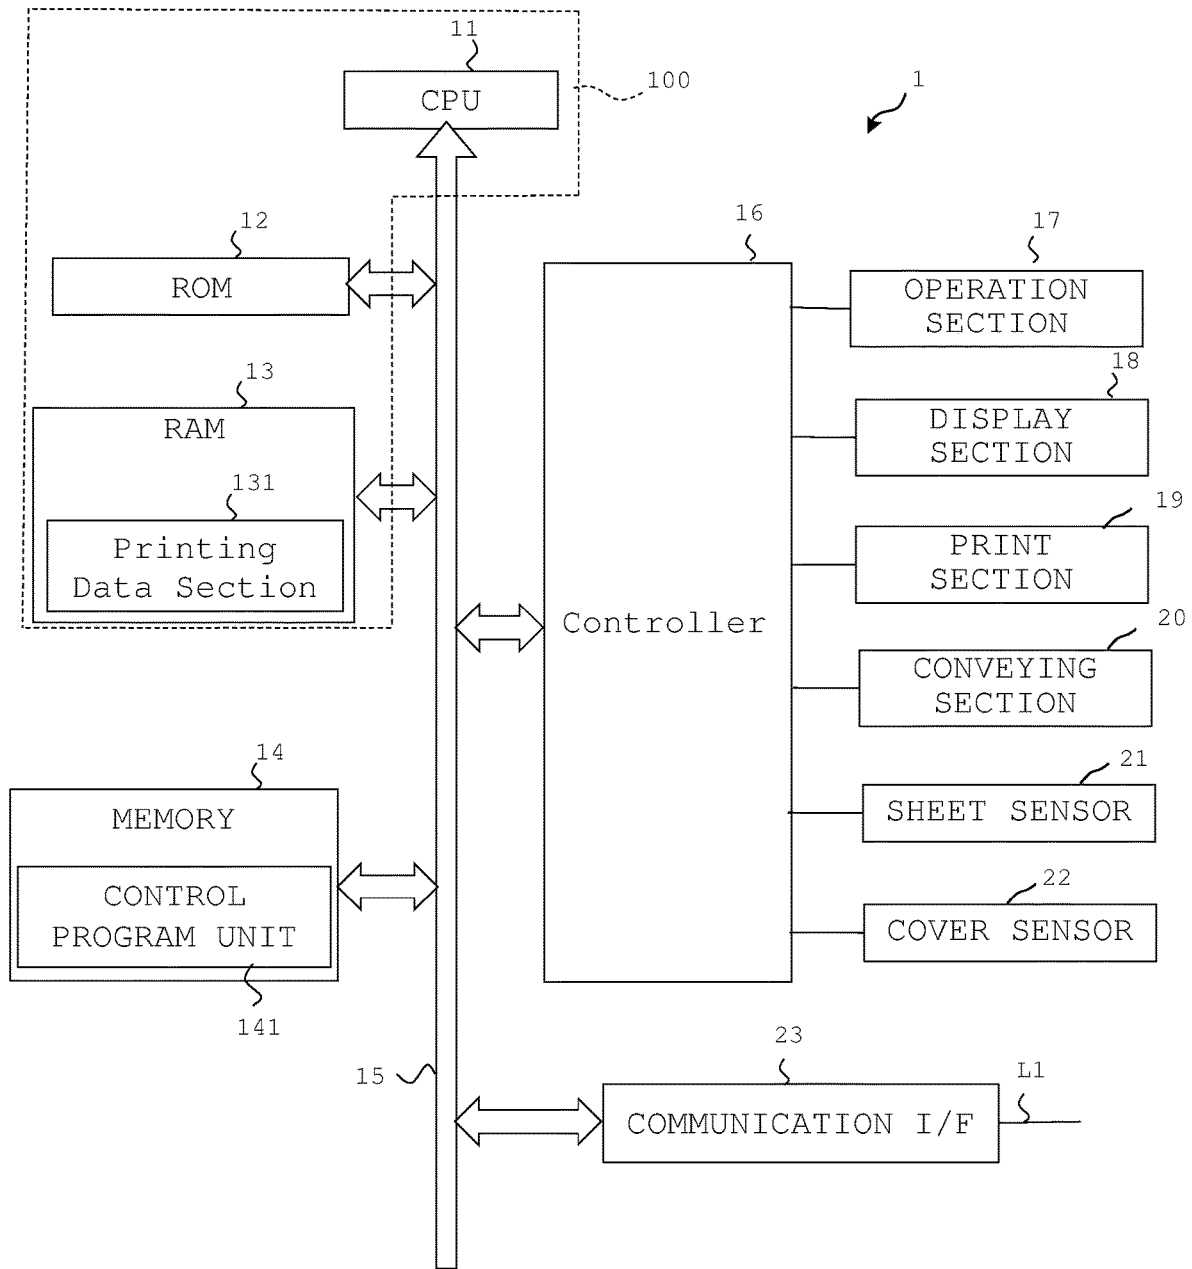 11
CPU
100
1
12
ROM
16
17
OPERATION
SECTION
13
RAM
131
Printing
Data Section
18
DISPLAY
SECTION
19
PRINT
SECTION
Controller
20
CONVEYING
SECTION
14
MEMORY
CONTROL
PROGRAM UNIT
141
21
SHEET SENSOR
22
COVER SENSOR
15
23
COMMUNICATION I/F
L1